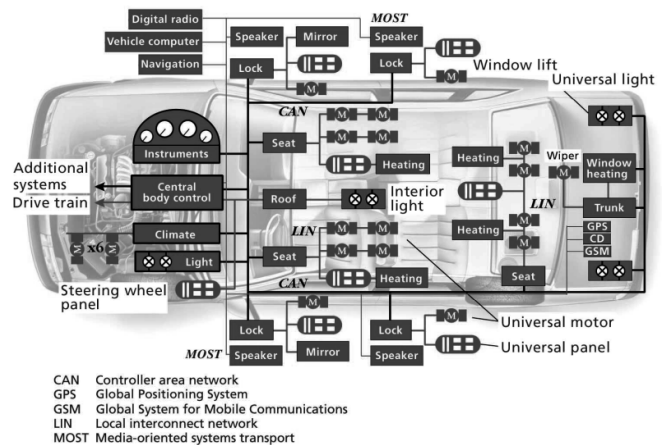 Digital radio
MOST
Vehicle computer
Speaker
Mirror
Speaker
Navigation
Lock
Lock
M
M
Window lift
Universal light
CAN
M
M
M
Instruments
Seat
M
M
Heating
Heating
M
Wiper
Additional
systems
Drive train
Central
body control
Roof
Interior
light
M
M
Window
heating
LIN
Trunk
Climate
LIN
M
M
M
GPS
x6
M
M
Seat
M
M
Heating
M
CD
GSM
Light
CAN
Heating
Seat
Steering wheel
panel
Lock
M
Lock
M
Universal motor
MOST
Speaker
Mirror
Speaker
Universal panel
CAN Controller area network
GPS Global Positioning System
GSM Global System for Mobile Communications
LIN Local interconnect network
MOST Media-oriented systems transport